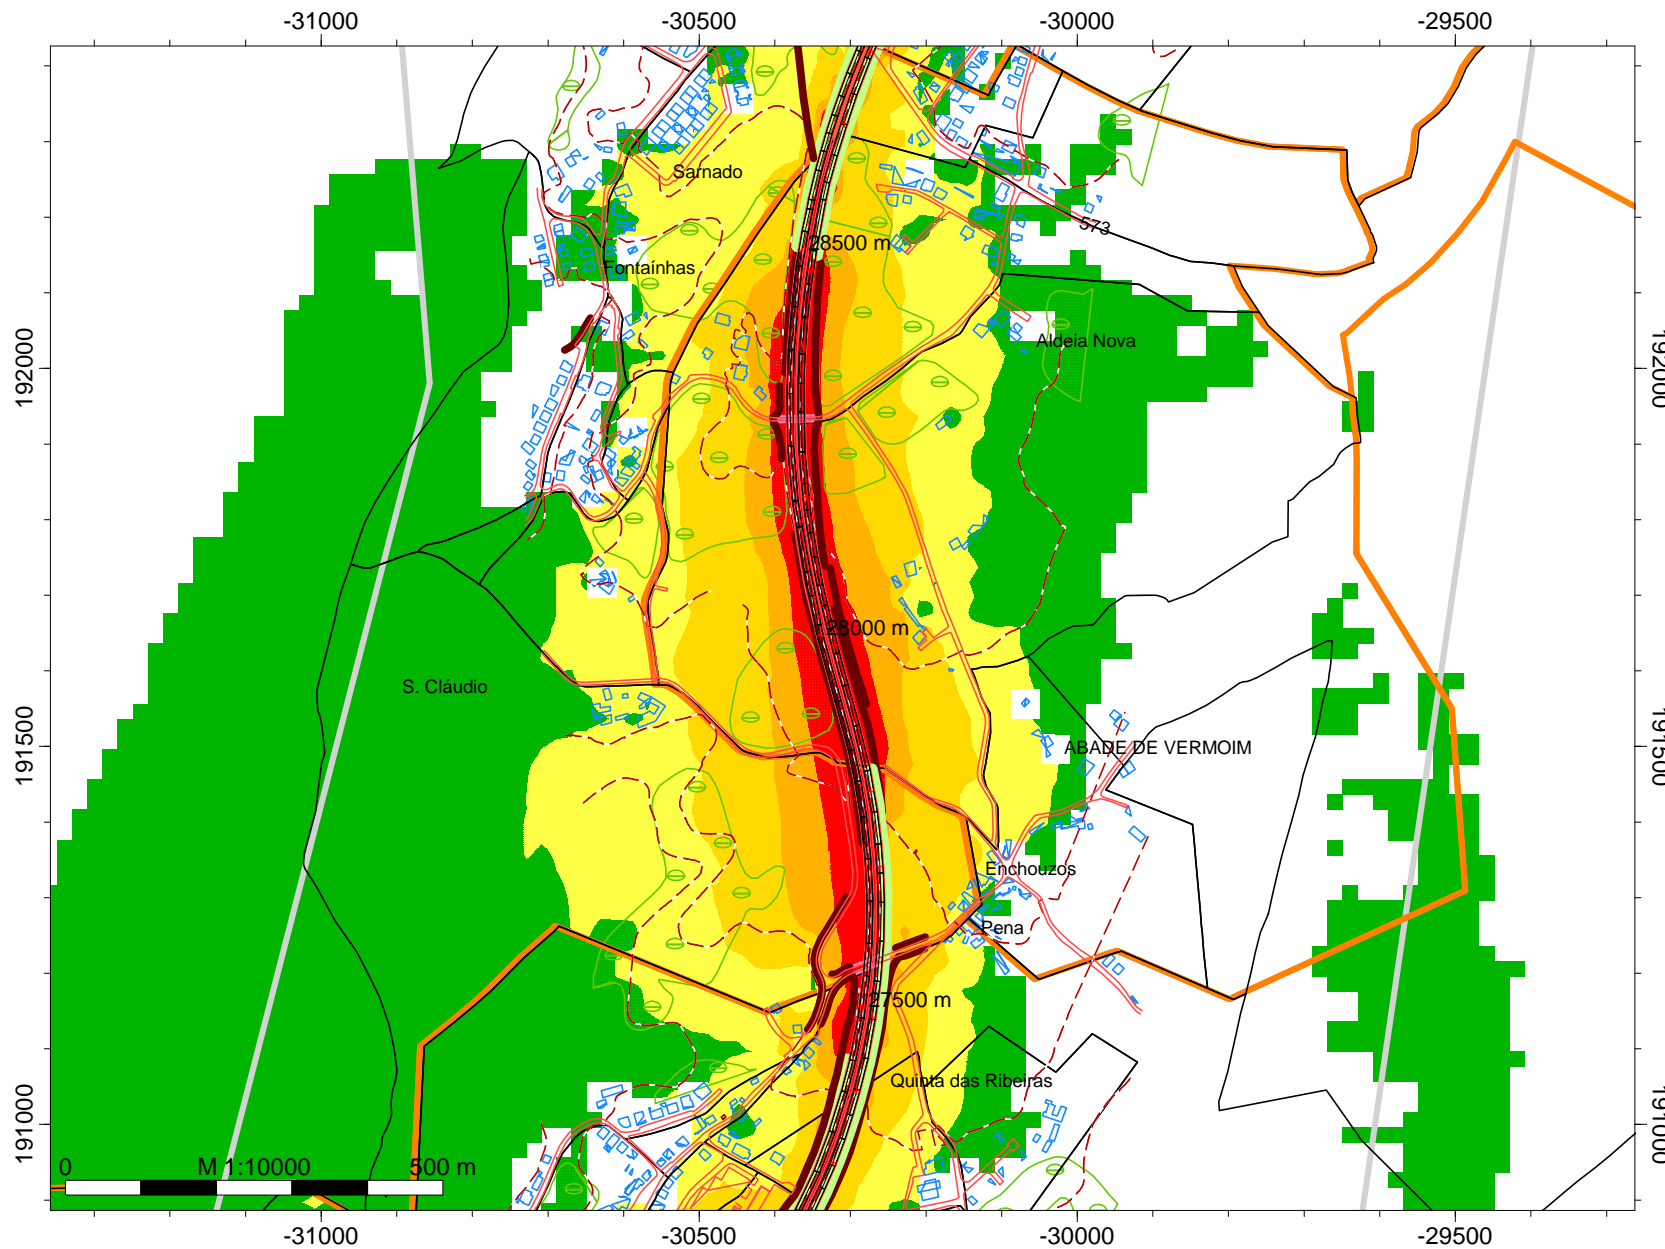 -31000
-30500
-30000
-29500
Sarnado
573
28500 m
Fontaínhas
Aldeia Nova
192000
192000
28000 m
S. Cláudio
ABADE DE VERMOIM
191500
191500
Enchouzos
Pena
27500 m
Quinta das Ribeiras
191000
191000
0
M 1:10000
500 m
-31000
-30500
-30000
-29500